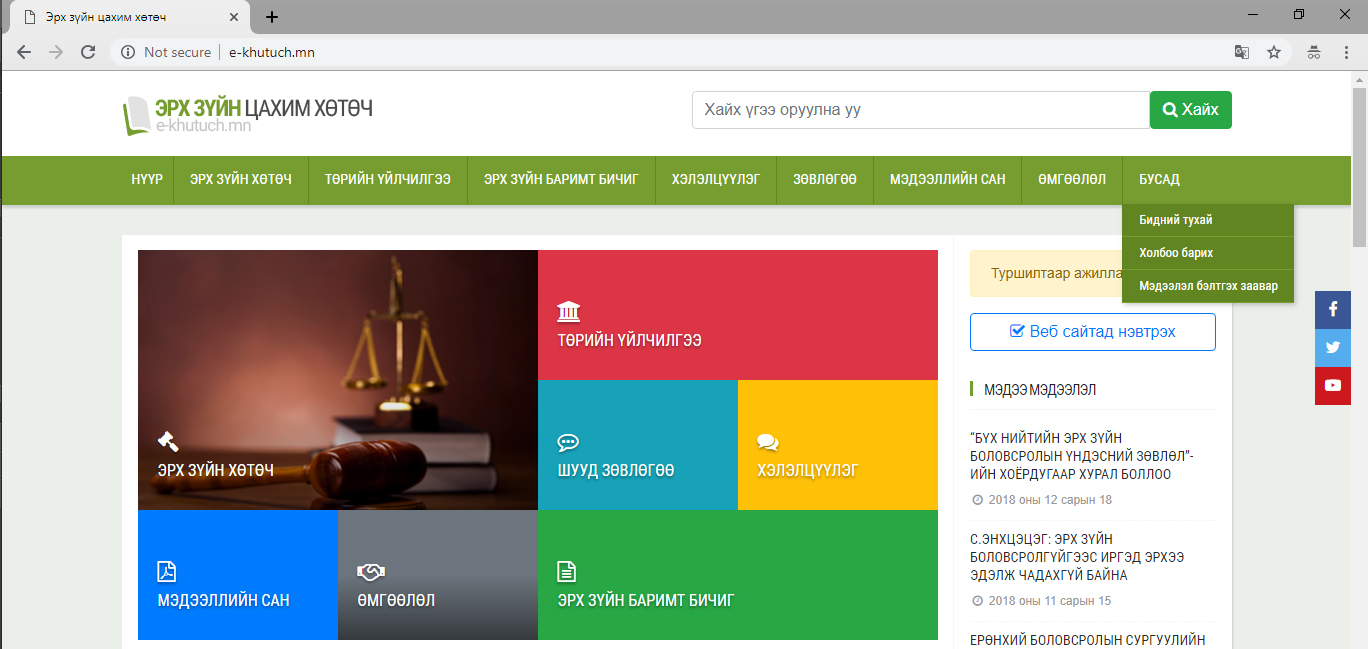 Эрх зүйн цахим хөтөч
Not secure
e-khutuch.mn
ЭРХ ЗҮЙН ЦАХИМ ХӨТӨЧ
e-khutuch.mn
Хайх үгээ оруулна уу
Хайх
НҮҮР
ЭРХ ЗҮЙН ХӨТӨЧ
ТӨРИЙН ҮЙЛЧИЛГЭЭ
ЭРХ ЗҮЙН БАРИМТ БИЧИГ
ХЭЛЭЛЦҮҮЛЭГ
ЗӨВЛӨГӨӨ
МЭДЭЭЛЛИЙН САН
ӨМГӨӨЛӨЛ
БУСАД
Бидний тухай
Холбоо барих
Мэдээлэл бэлтгэх заавар
ТӨРИЙН ҮЙЛЧИЛГЭЭ
ЭРХ ЗҮЙН ХӨТӨЧ
ШУУД ЗӨВЛӨГӨӨ
ХЭЛЭЛЦҮҮЛЭГ
МЭДЭЭЛЛИЙН САН
ӨМГӨӨЛӨЛ
ЭРХ ЗҮЙН БАРИМТ БИЧИГ
Туршилтаар ажилла
Веб сайтад нэвтрэх
МЭДЭЭ МЭДЭЭЛЭЛ
“БҮХ НИЙТИЙН ЭРХ ЗҮЙН
БОЛОВСРОЛЫН ҮНДЭСНИЙ ЗӨВЛӨЛ”-
ИЙН ХОЁРДУГААР ХУРАЛ БОЛЛОО
2018 оны 12 сарын 18
С.ЭНХЦЭЦЭГ: ЭРХ ЗҮЙН
БОЛОВСРОЛГҮЙГЭЭС ИРГЭД ЭРХЭЭ
ЭДЭЛЖ ЧАДАХГҮЙ БАЙНА
2018 оны 11 сарын 15
ЕРӨНХИЙ БОЛОВСРОЛЫН СУРГУУЛИЙН